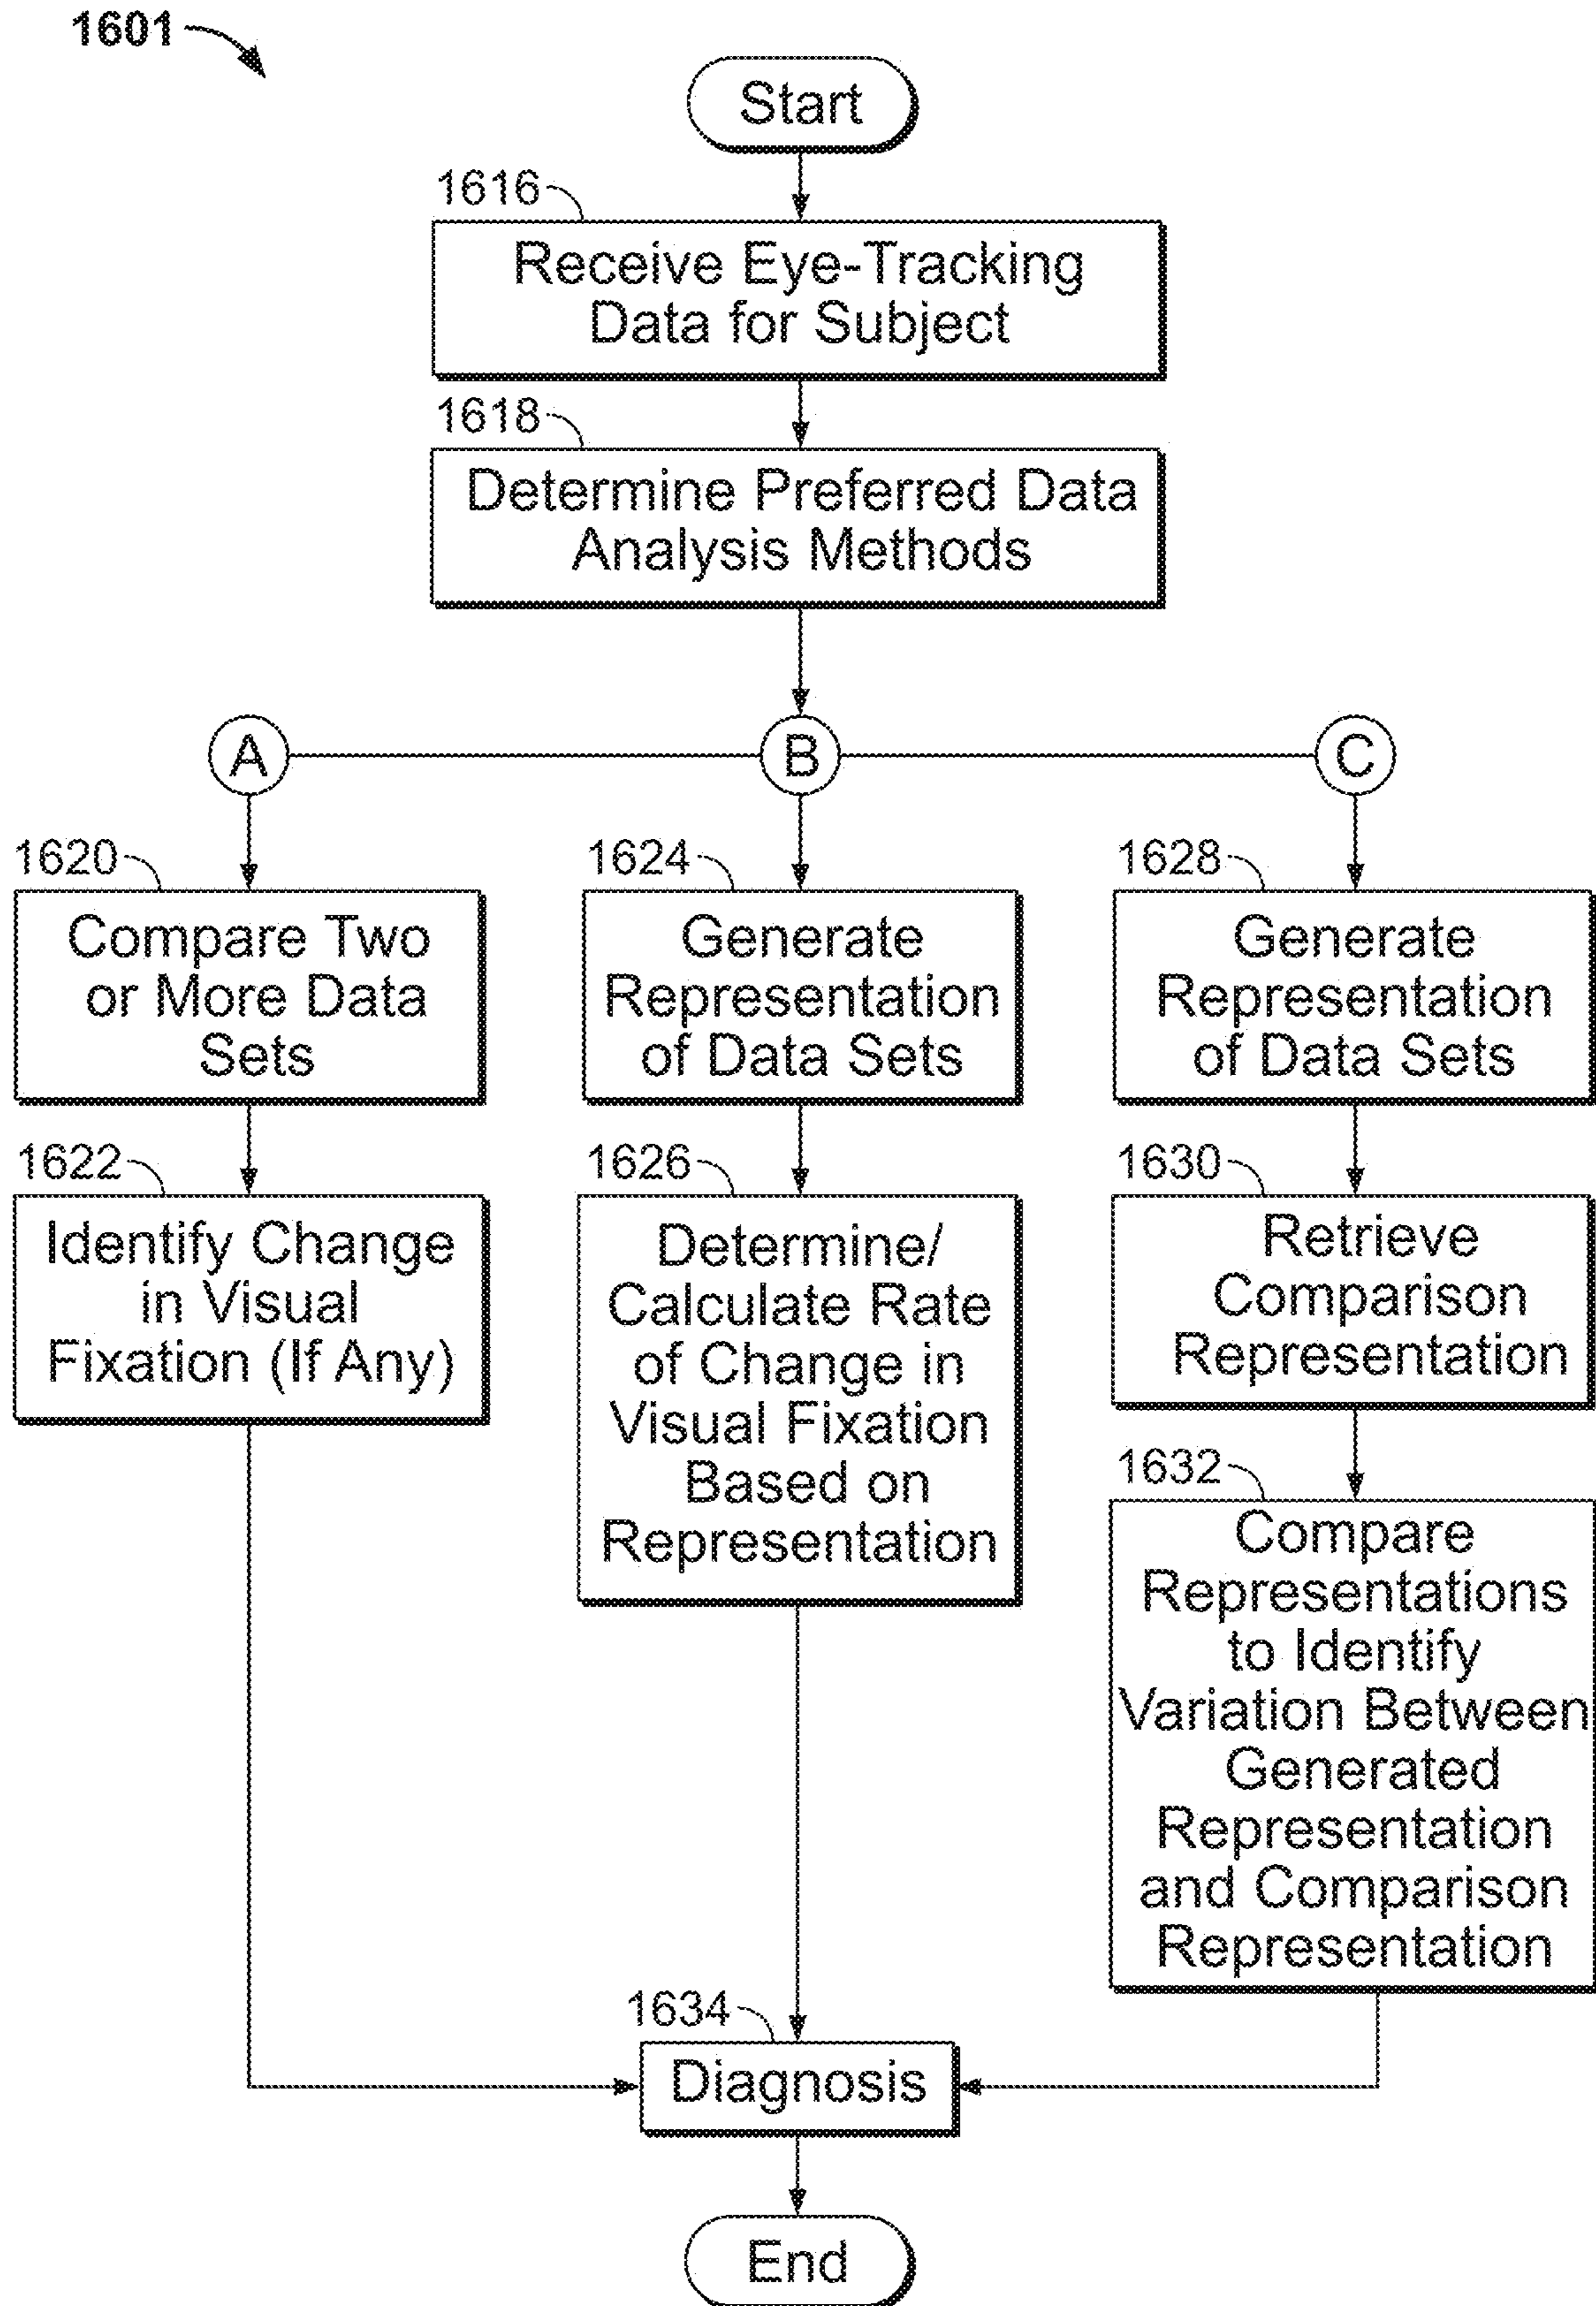 1601
Start
1616
Receive Eye-Tracking
Data for Subject
1618
Determine Preferred Data
Analysis Methods
A
B
C
1620
Compare Two
or More Data
Sets
1622
Identify Change
in Visual
Fixation (If Any)
1624
Generate
Representation
of Data Sets
1626
Determine/
Calculate Rate
of Change in
Visual Fixation
Based on
Representation
1628
Generate
Representation
of Data Sets
1630
Retrieve
Comparison
Representation
1632
Compare
Representations
to Identify
Variation Between
Generated
Representation
and Comparison
Representation
1634
Diagnosis
End